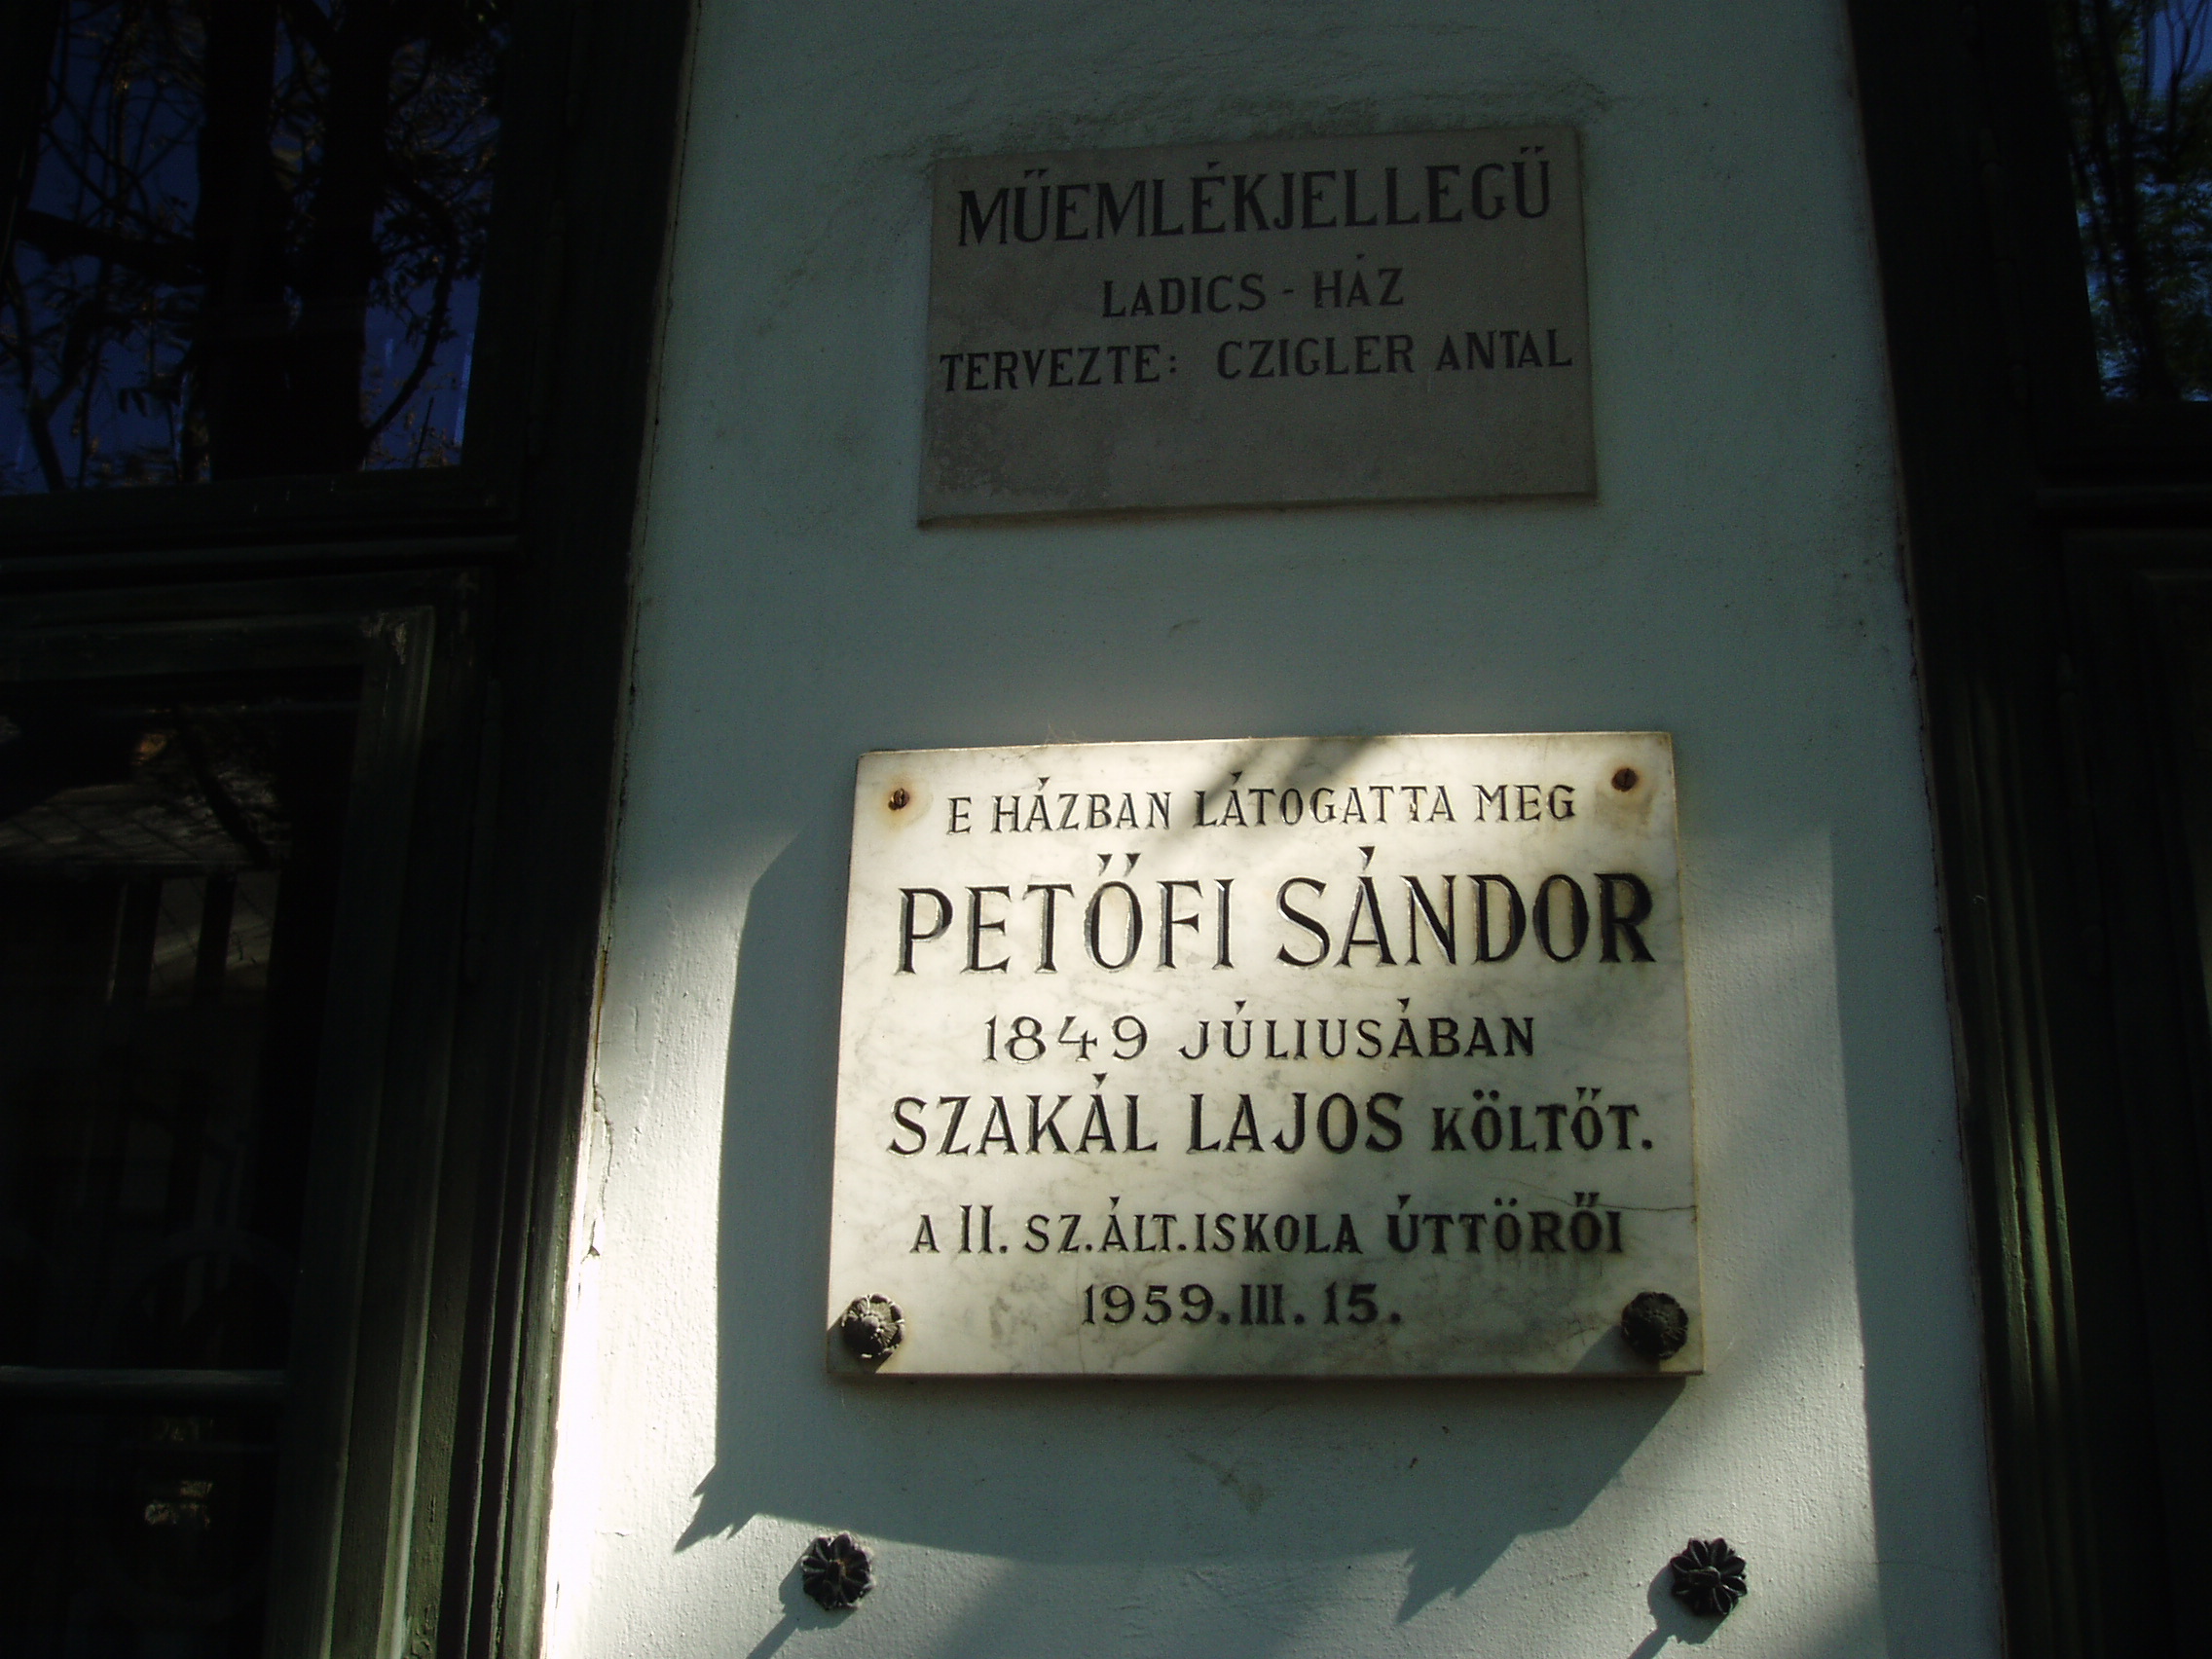 MŰEMLÉKJELLEGŰ
LADICS - HÁZ
TERVEZTE: CZIGLER ANTAL
E HÁZBAN LÁTOGATTA MEG
PETŐFI SÁNDOR
1849 JÚLIUSÁBAN
SZAKÁL LAJOS KÖLTŐT.
A II. SZ.ÁLT.ISKOLA ÚTTÖRŐI
1959.III.15.